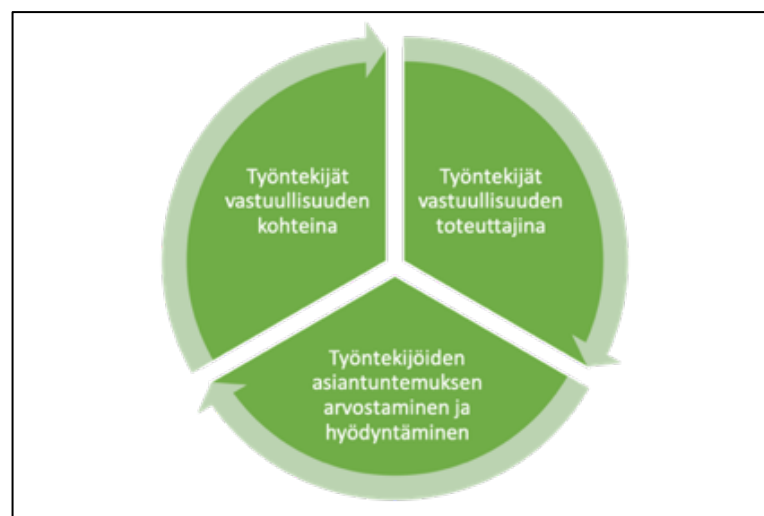 Työntekijät
vastuullisuuden
kohteina
Työntekijät
vastuullisuuden
toteuttajina
Työntekijöiden
asiantuntemuksen
arvostaminen ja
hyödyntäminen